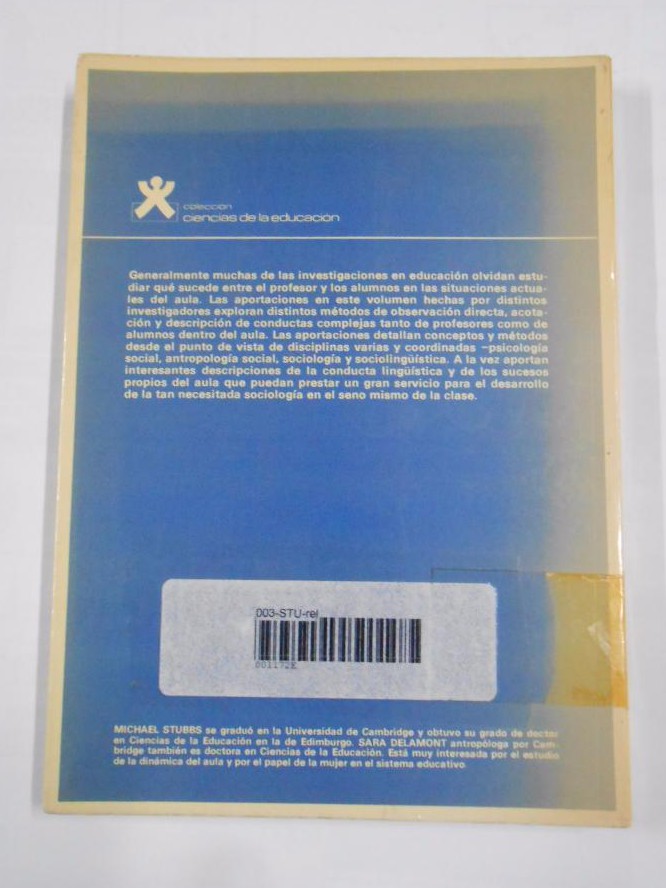 colección
ciencias de la educación
Generalmente muchas de las investigaciones en educación olvidan estu-
diar qué sucede entre el profesor y los alumnos en las situaciones actua-
les del aula. Las aportaciones en este volumen hechas por distintos
investigadores exploran distintos métodos de observación directa, acota-
ción y descripción de conductas complejas tanto de profesores como de
alumnos dentro del aula. Las aportaciones detallan conceptos y métodos
desde el punto de vista de disciplinas varias y coordinadas —psicología
social, antropología social, sociología y sociolingüística. A la vez aportan
interesantes descripciones de la conducta lingüística y de los sucesos
propios del aula que puedan prestar un gran servicio para el desarrollo
de la tan necesitada sociología en el seno mismo de la clase.
003-STU-rel
001172K
MICHAEL STUBBS se graduó en la Universidad de Cambridge y obtuvo su grado de doctor
en Ciencias de la Educación en la de Edimburgo. SARA DELAMONT antropóloga por Cam-
bridge también es doctora en Ciencias de la Educación. Está muy interesada por el estudio
de la dinámica del aula y por el papel de la mujer en el sistema educativo.